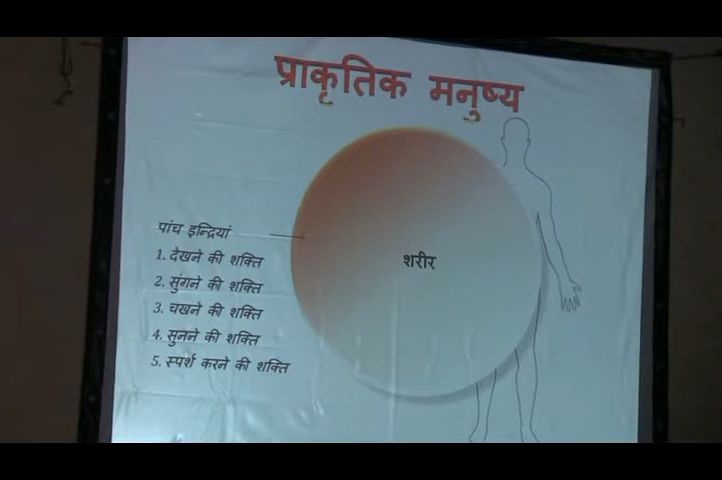 प्राकृतिक मनुष्य
पांच इन्द्रियां
1. देखने की शक्ति
2. सुंगने की शक्ति
3. चखने की शक्ति
4. सुनने की शक्ति
5. स्पर्श करने की शक्ति
शरीर